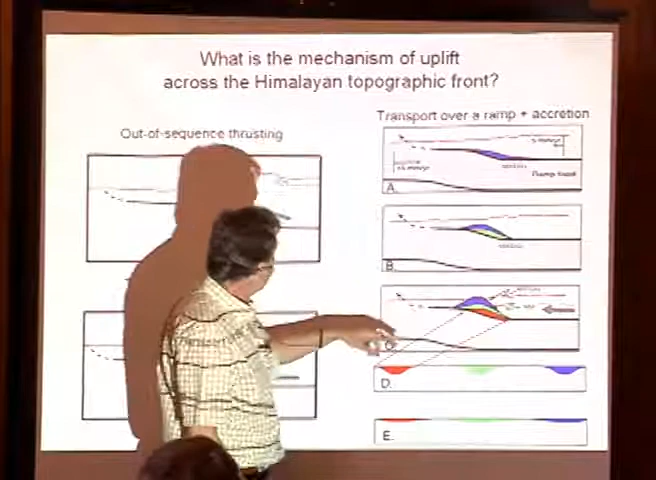 What is the mechanism of uplift
across the Himalayan topographic front?
Out-of-sequence thrusting
Transport over a ramp + accretion
A.
B.
D.
E.